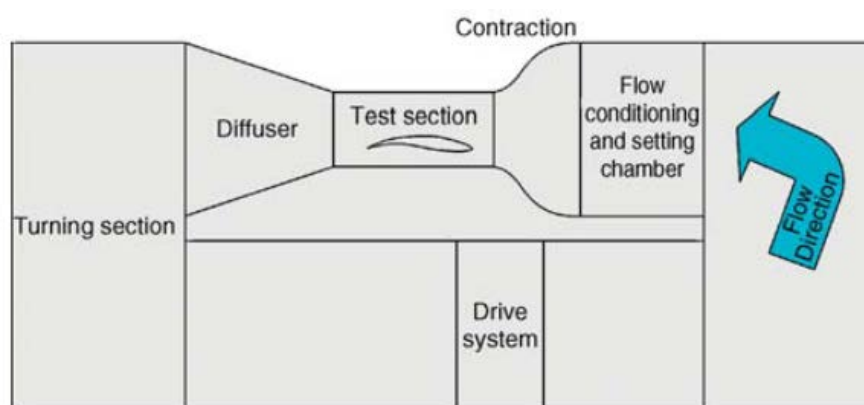 Contraction
Diffuser
Test section
Flow
conditioning
and setting
chamber
Flow
Direction
Turning section
Drive
system